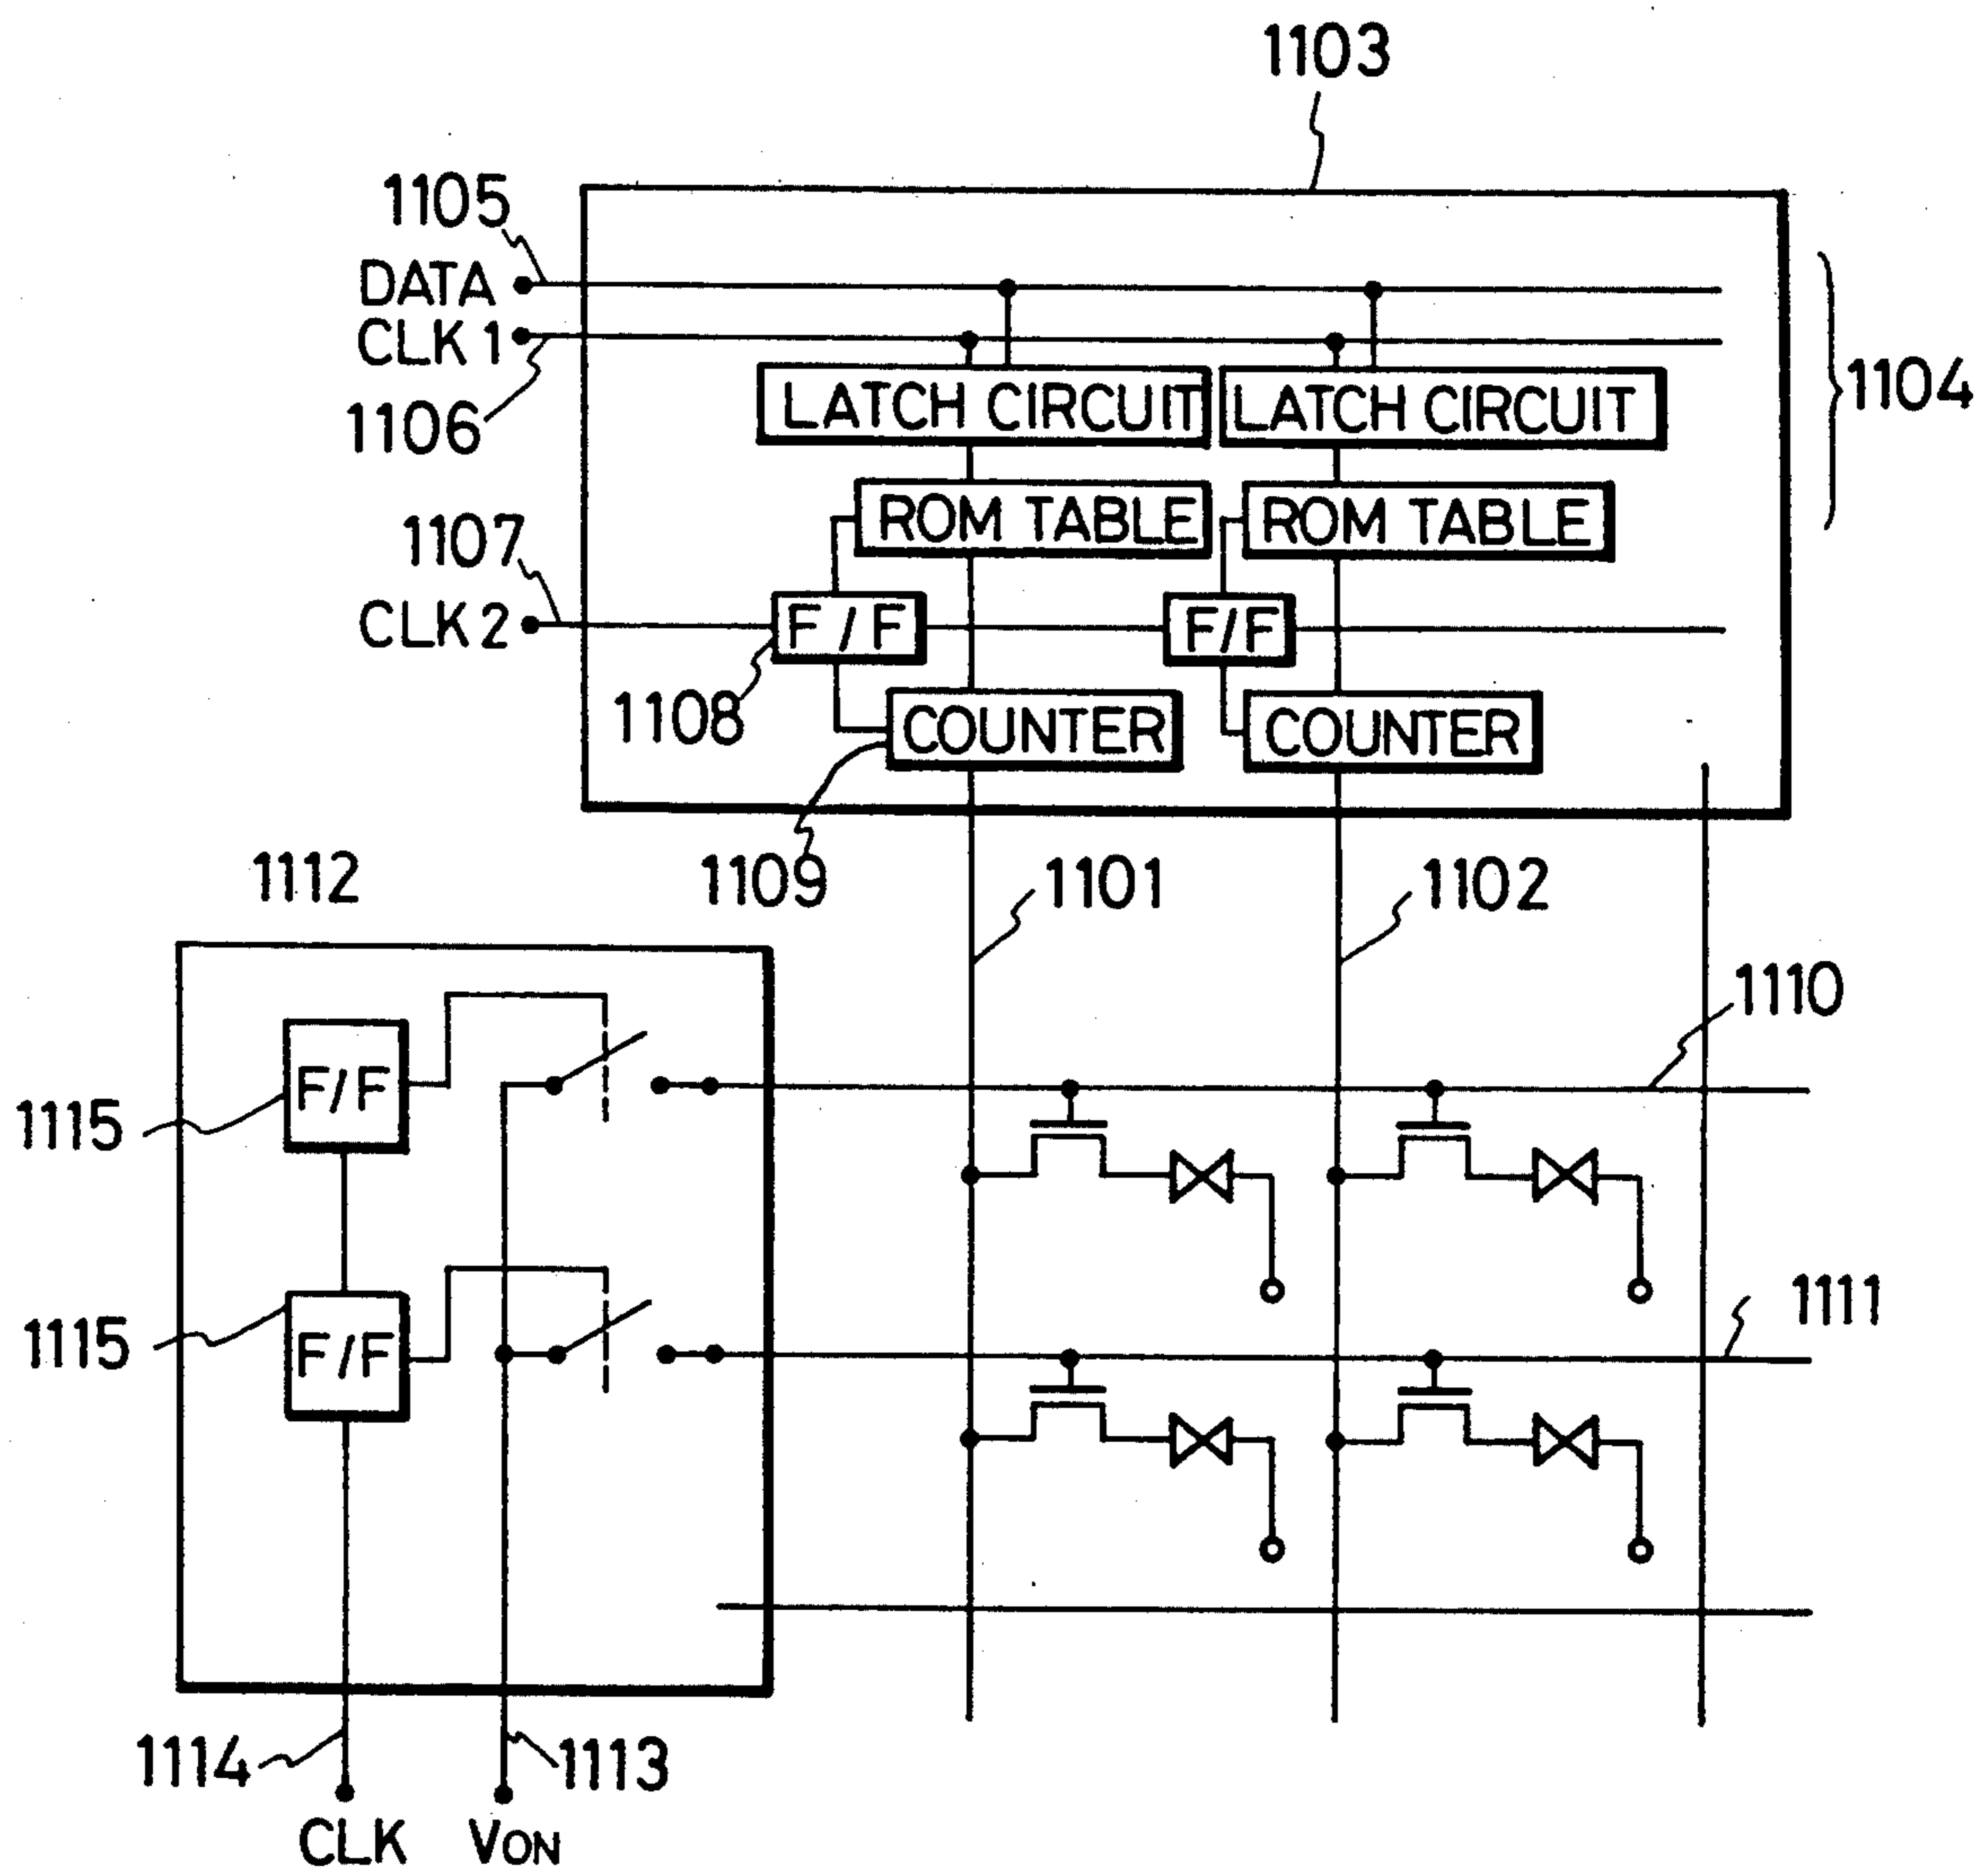 1103
1105
DATA
CLK 1
1106
1104
LATCH CIRCUIT LATCH CIRCUIT
ROM TABLE ROM TABLE
1107
CLK 2
F/F F/F
1108
COUNTER COUNTER
1112
1109
1101
1102
1110
F/F
1115
1111
F/F
1115
1114
1113
CLK VON